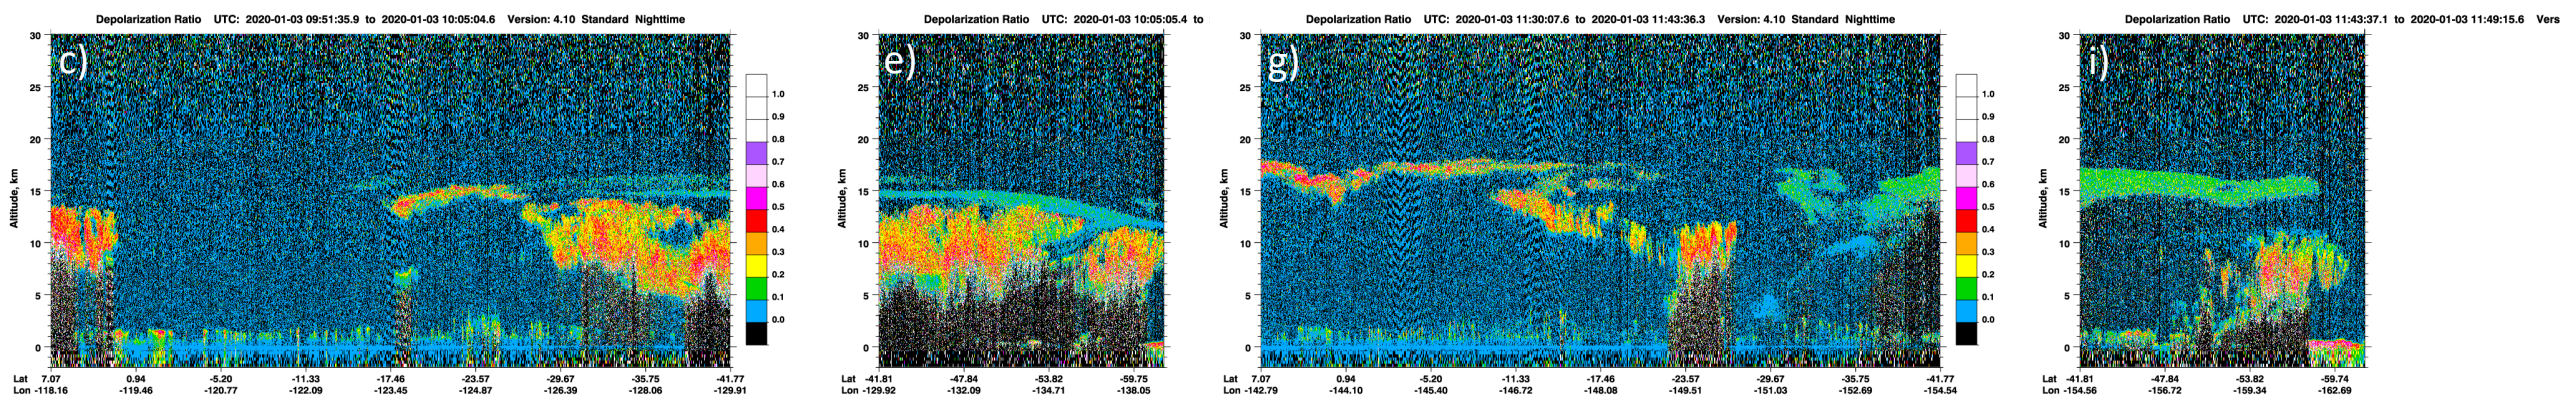 Depolarization Ratio UTC: 2020-01-03 09:51:35.9 to 2020-01-03 10:05:04.6 Version: 4.10 Standard Nighttime
c)
30
25
20
15
10
5
0
Altitude, km
Lat 7.07 0.94 -5.20 -11.33 -17.46 -23.57 -29.67 -35.75 -41.77
Lon -118.16 -119.46 -120.77 -122.09 -123.45 -124.87 -126.39 -128.06 -129.91
1.0
0.9
0.8
0.7
0.6
0.5
0.4
0.3
0.2
0.1
0.0
Depolarization Ratio UTC: 2020-01-03 10:05:05.4 to
e)
30
25
20
15
10
5
0
Altitude, km
Lat -41.81 -47.84 -53.82 -59.75
Lon -129.92 -132.09 -134.71 -138.05
Depolarization Ratio UTC: 2020-01-03 11:30:07.6 to 2020-01-03 11:43:36.3 Version: 4.10 Standard Nighttime
g)
30
25
20
15
10
5
0
Altitude, km
Lat 7.07 0.94 -5.20 -11.33 -17.46 -23.57 -29.67 -35.75 -41.77
Lon -142.79 -144.10 -145.40 -146.72 -148.08 -149.51 -151.03 -152.69 -154.54
1.0
0.9
0.8
0.7
0.6
0.5
0.4
0.3
0.2
0.1
0.0
Depolarization Ratio UTC: 2020-01-03 11:43:37.1 to 2020-01-03 11:49:15.6 Vers
i)
30
25
20
15
10
5
0
Altitude, km
Lat -41.81 -47.84 -53.82 -59.74
Lon -154.56 -156.72 -159.34 -162.69